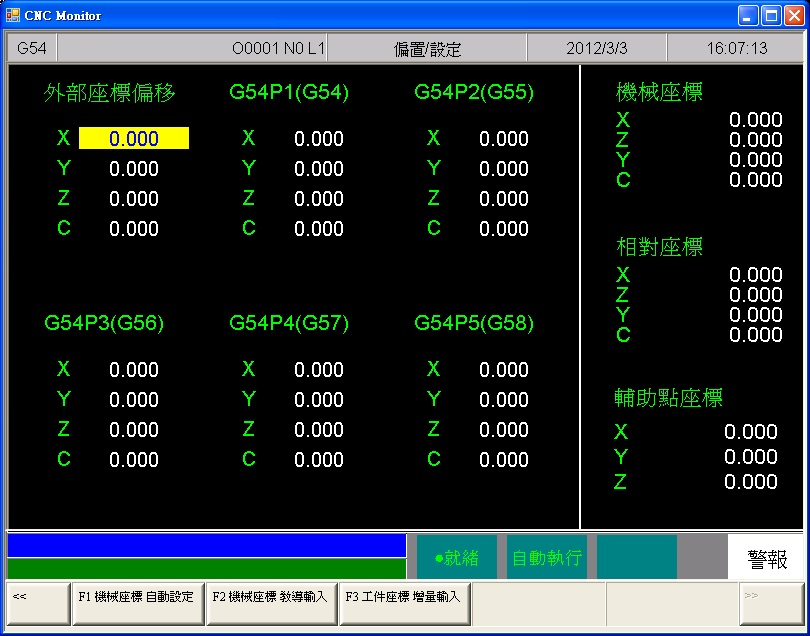 CNC Monitor
G54 O0001 N0 L1 偏置/設定 2012/3/3 16:07:13
外部座標偏移 G54P1(G54) G54P2(G55)
X 0.000 X 0.000 X 0.000
Y 0.000 Y 0.000 Y 0.000
Z 0.000 Z 0.000 Z 0.000
C 0.000 C 0.000 C 0.000
G54P3(G56) G54P4(G57) G54P5(G58)
X 0.000 X 0.000 X 0.000
Y 0.000 Y 0.000 Y 0.000
Z 0.000 Z 0.000 Z 0.000
C 0.000 C 0.000 C 0.000
機械座標
X 0.000
Z 0.000
Y 0.000
C 0.000
相對座標
X 0.000
Z 0.000
Y 0.000
C 0.000
輔助點座標
X 0.000
Y 0.000
Z 0.000
●就緒 自動執行 警報
<< F1 機械座標 自動設定 F2 機械座標 教導輸入 F3 工件座標 增量輸入 >>